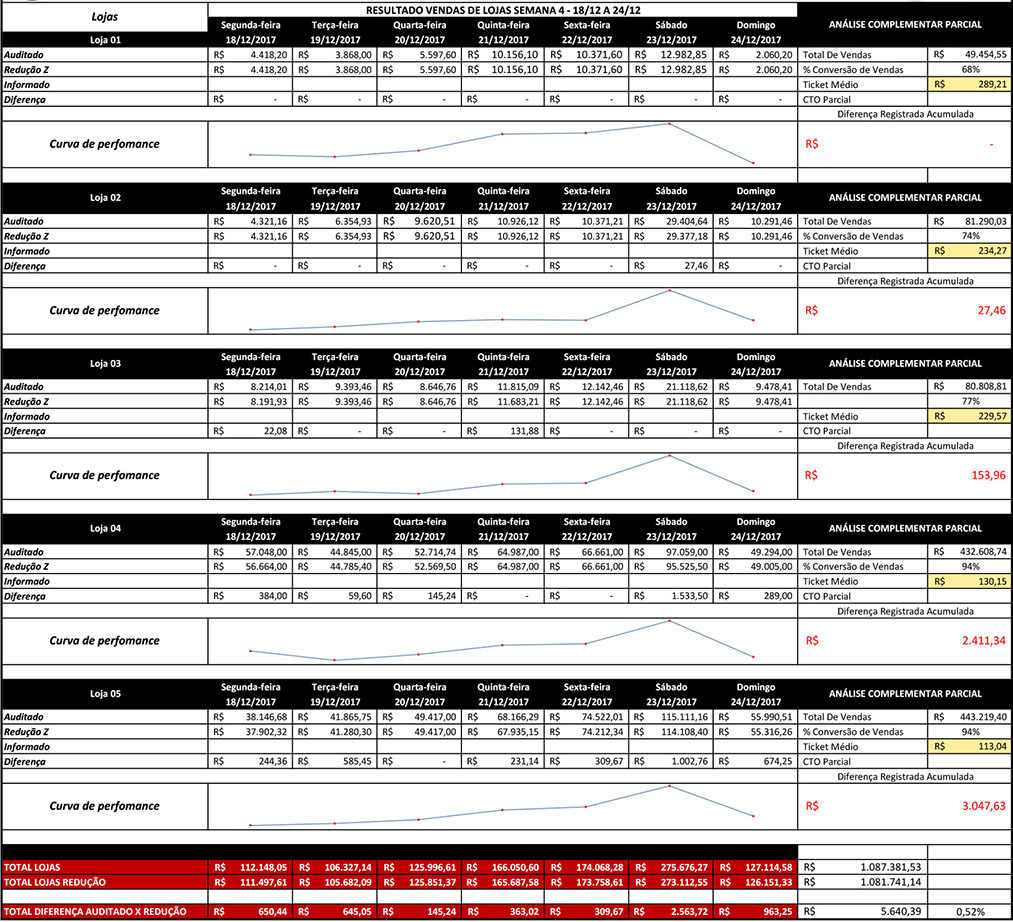 Lojas RESULTADO VENDAS DE LOJAS SEMANA 4 - 18/12 A 24/12 ANÁLISE COMPLEMENTAR PARCIAL
Segunda-feira Terça-feira Quarta-feira Quinta-feira Sexta-feira Sábado Domingo
Loja 01 18/12/2017 19/12/2017 20/12/2017 21/12/2017 22/12/2017 23/12/2017 24/12/2017
Auditado R$ 4.418,20 R$ 3.868,00 R$ 5.597,60 R$ 10.156,10 R$ 10.371,60 R$ 12.982,85 R$ 2.060,20 Total De Vendas R$ 49.454,55
Redução Z R$ 4.418,20 R$ 3.868,00 R$ 5.597,60 R$ 10.156,10 R$ 10.371,60 R$ 12.982,85 R$ 2.060,20 % Conversão de Vendas 68%
Informado Ticket Médio R$ 289,21
Diferença R$ - R$ - R$ - R$ - R$ - R$ - R$ - CTO Parcial
Diferença Registrada Acumulada
Curva de perfomance R$ -
Segunda-feira Terça-feira Quarta-feira Quinta-feira Sexta-feira Sábado Domingo
Loja 02 ANÁLISE COMPLEMENTAR PARCIAL
18/12/2017 19/12/2017 20/12/2017 21/12/2017 22/12/2017 23/12/2017 24/12/2017
Auditado R$ 4.321,16 R$ 6.354,93 R$ 9.620,51 R$ 10.926,12 R$ 10.371,21 R$ 29.404,64 R$ 10.291,46 Total De Vendas R$ 81.290,03
Redução Z R$ 4.321,16 R$ 6.354,93 R$ 9.620,51 R$ 10.926,12 R$ 10.371,21 R$ 29.377,18 R$ 10.291,46 % Conversão de Vendas 74%
Informado Ticket Médio R$ 234,27
Diferença R$ - R$ - R$ - R$ - R$ - R$ 27,46 R$ - CTO Parcial
Diferença Registrada Acumulada
Curva de perfomance R$ 27,46
Segunda-feira Terça-feira Quarta-feira Quinta-feira Sexta-feira Sábado Domingo
Loja 03 ANÁLISE COMPLEMENTAR PARCIAL
18/12/2017 19/12/2017 20/12/2017 21/12/2017 22/12/2017 23/12/2017 24/12/2017
Auditado R$ 8.214,01 R$ 9.393,46 R$ 8.646,76 R$ 11.815,09 R$ 12.142,46 R$ 21.118,62 R$ 9.478,41 Total De Vendas R$ 80.808,81
Redução Z R$ 8.191,93 R$ 9.393,46 R$ 8.646,76 R$ 11.683,21 R$ 12.142,46 R$ 21.118,62 R$ 9.478,41 77%
Informado Ticket Médio R$ 229,57
Diferença R$ 22,08 R$ - R$ - R$ 131,88 R$ - R$ - R$ - CTO Parcial
Diferença Registrada Acumulada
Curva de perfomance R$ 153,96
Segunda-feira Terça-feira Quarta-feira Quinta-feira Sexta-feira Sábado Domingo
Loja 04 ANÁLISE COMPLEMENTAR PARCIAL
18/12/2017 19/12/2017 20/12/2017 21/12/2017 22/12/2017 23/12/2017 24/12/2017
Auditado R$ 57.048,00 R$ 44.845,00 R$ 52.714,74 R$ 64.987,00 R$ 66.661,00 R$ 97.059,00 R$ 49.294,00 Total De Vendas R$ 432.608,74
Redução Z R$ 56.664,00 R$ 44.785,40 R$ 52.569,50 R$ 64.987,00 R$ 66.661,00 R$ 95.525,50 R$ 49.005,00 % Conversão de Vendas 94%
Informado Ticket Médio R$ 130,15
Diferença R$ 384,00 R$ 59,60 R$ 145,24 R$ - R$ - R$ 1.533,50 R$ 289,00 CTO Parcial
Diferença Registrada Acumulada
Curva de perfomance R$ 2.411,34
Segunda-feira Terça-feira Quarta-feira Quinta-feira Sexta-feira Sábado Domingo
Loja 05 ANÁLISE COMPLEMENTAR PARCIAL
18/12/2017 19/12/2017 20/12/2017 21/12/2017 22/12/2017 23/12/2017 24/12/2017
Auditado R$ 38.146,68 R$ 41.865,75 R$ 49.417,00 R$ 68.166,29 R$ 74.522,01 R$ 115.111,16 R$ 55.990,51 Total De Vendas R$ 443.219,40
Redução Z R$ 37.902,32 R$ 41.280,30 R$ 49.417,00 R$ 67.935,15 R$ 74.212,34 R$ 114.108,40 R$ 55.316,26 % Conversão de Vendas 94%
Informado Ticket Médio R$ 113,04
Diferença R$ 244,36 R$ 585,45 R$ - R$ 231,14 R$ 309,67 R$ 1.002,76 R$ 674,25 CTO Parcial
Diferença Registrada Acumulada
Curva de perfomance R$ 3.047,63
TOTAL LOJAS R$ 112.148,05 R$ 106.327,14 R$ 125.996,61 R$ 166.050,60 R$ 174.068,28 R$ 275.676,27 R$ 127.114,58 R$ 1.087.381,53
TOTAL LOJAS REDUÇÃO R$ 111.497,61 R$ 105.682,09 R$ 125.851,37 R$ 165.687,58 R$ 173.758,61 R$ 273.112,55 R$ 126.151,33 R$ 1.081.741,14
TOTAL DIFERENÇA AUDITADO X REDUÇÃO R$ 650,44 R$ 645,05 R$ 145,24 R$ 363,02 R$ 309,67 R$ 2.563,72 R$ 963,25 R$ 5.640,39 0,52%